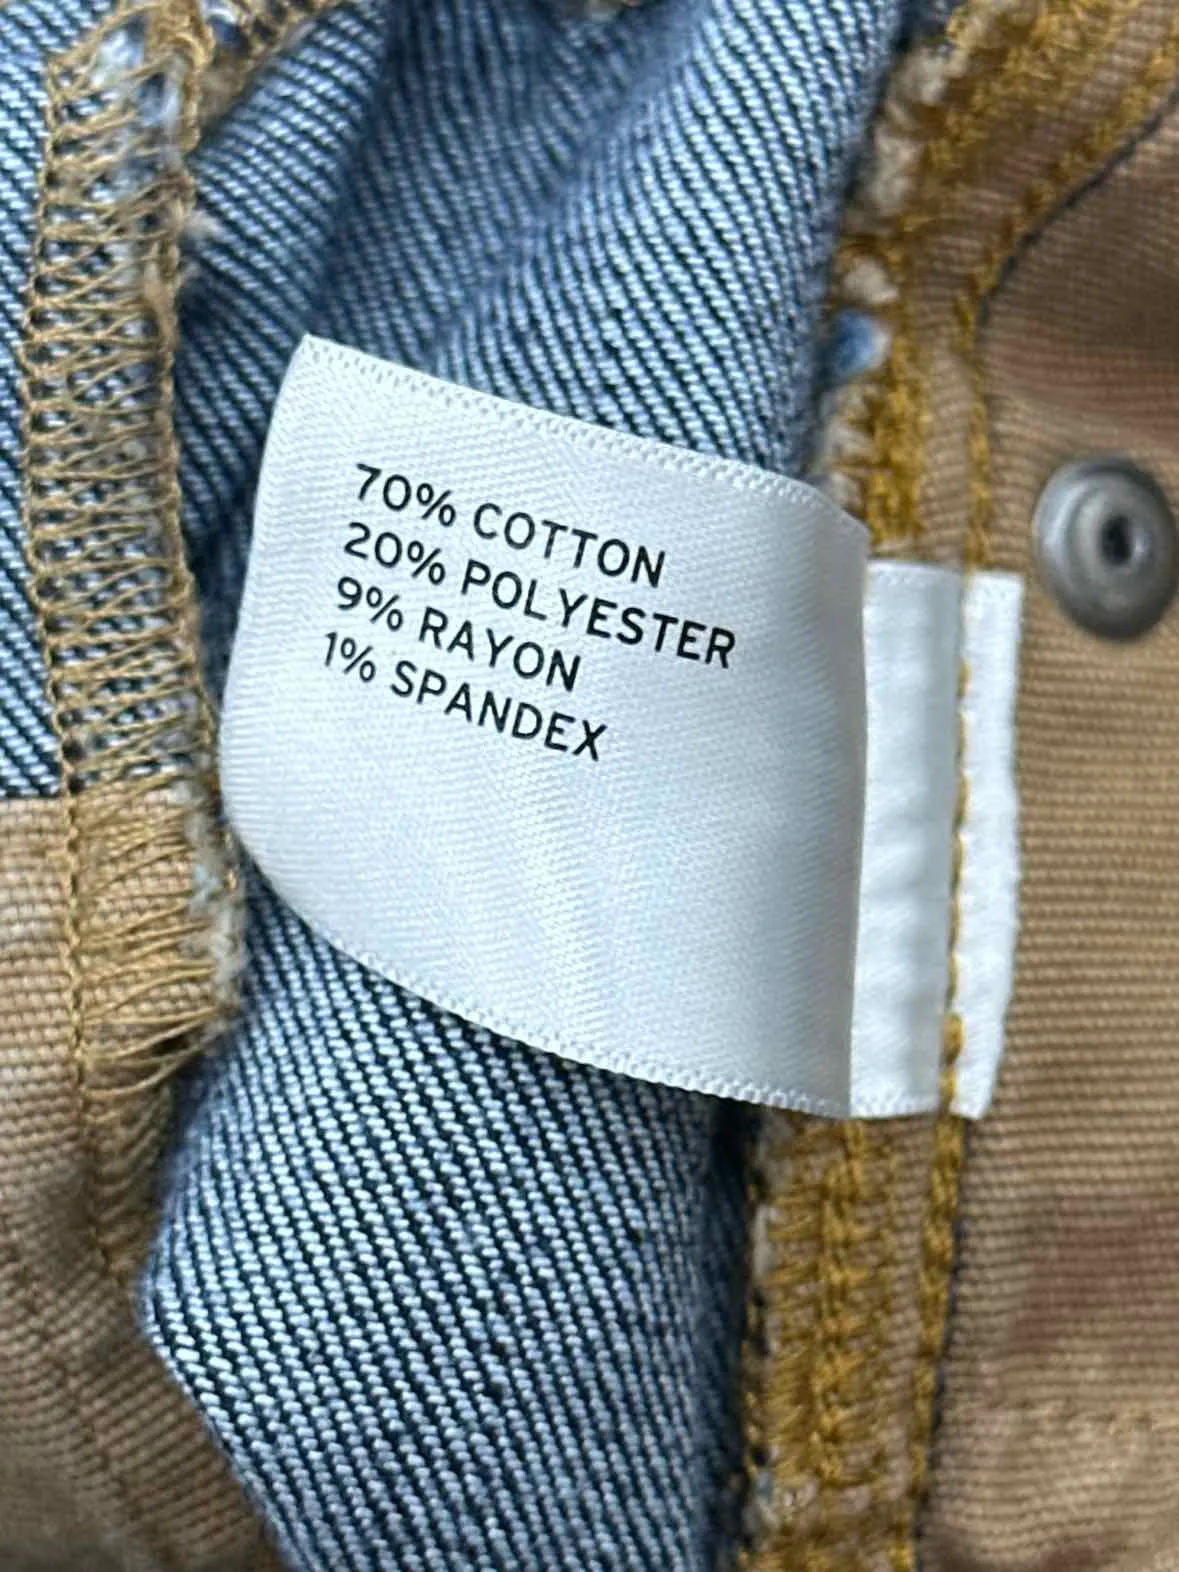 70% COTTON
20% POLYESTER
9% RAYON
1% SPANDEX